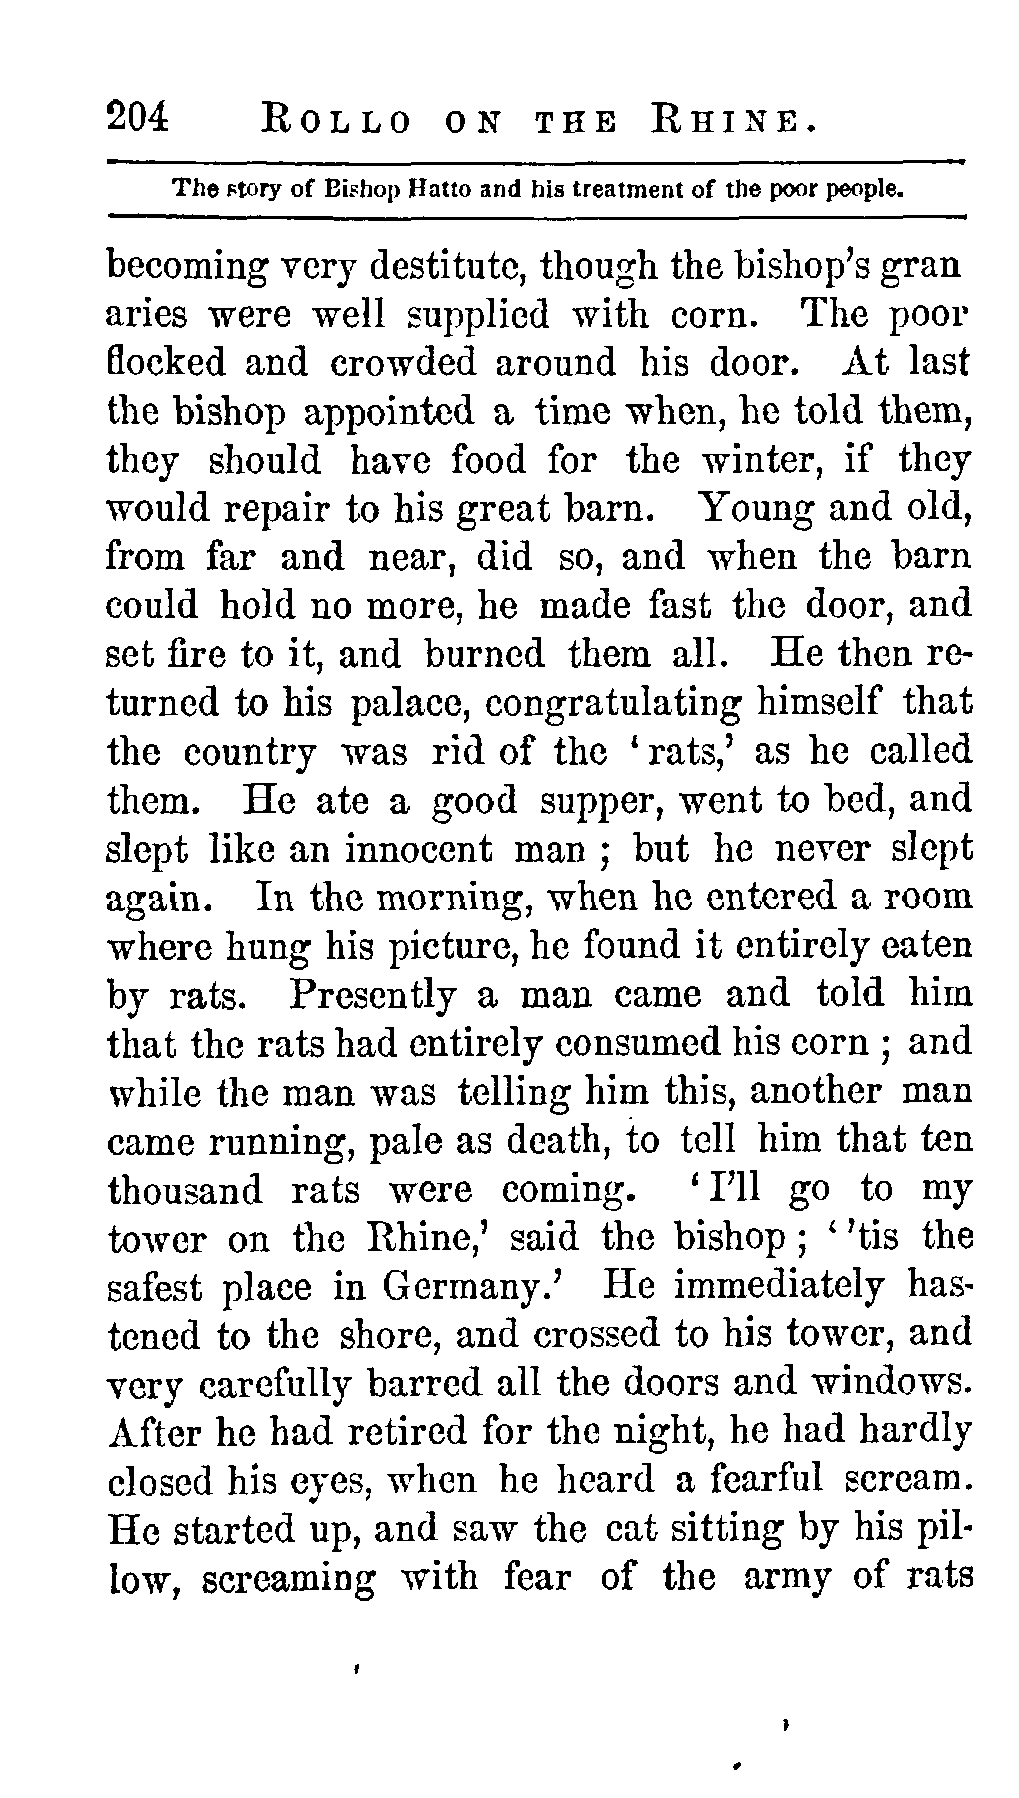 204 ROLLO ON THE RHINE.
The story of Bishop Hatto and his treatment of the poor people.
becoming very destitute, though the bishop's gran
aries were well supplied with corn. The poor
flocked and crowded around his door. At last
the bishop appointed a time when, he told them,
they should have food for the winter, if they
would repair to his great barn. Young and old,
from far and near, did so, and when the barn
could hold no more, he made fast the door, and
set fire to it, and burned them all. He then re-
turned to his palace, congratulating himself that
the country was rid of the ‘rats,’ as he called
them. He ate a good supper, went to bed, and
slept like an innocent man ; but he never slept
again. In the morning, when he entered a room
where hung his picture, he found it entirely eaten
by rats. Presently a man came and told him
that the rats had entirely consumed his corn ; and
while the man was telling him this, another man
came running, pale as death, to tell him that ten
thousand rats were coming. ‘I’ll go to my
tower on the Rhine,’ said the bishop ; ‘’tis the
safest place in Germany.’ He immediately has-
tened to the shore, and crossed to his tower, and
very carefully barred all the doors and windows.
After he had retired for the night, he had hardly
closed his eyes, when he heard a fearful scream.
He started up, and saw the cat sitting by his pil-
low, screaming with fear of the army of rats